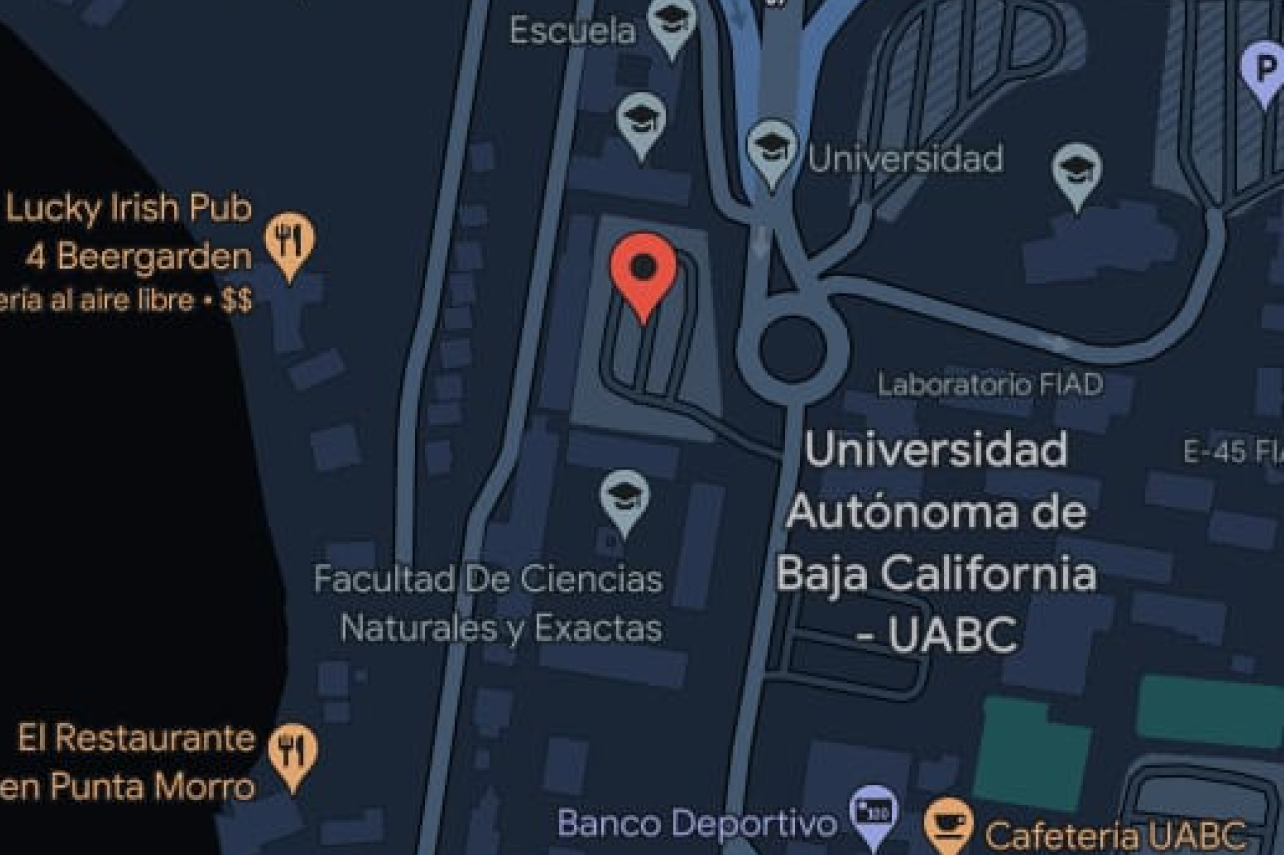 Escuela
Universidad
P
Lucky Irish Pub
4 Beergarden
ería al aire libre • $$
Laboratorio FIAD
Universidad
Autónoma de
Baja California
- UABC
E-45 FIA
Facultad De Ciencias
Naturales y Exactas
El Restaurante
en Punta Morro
Banco Deportivo
Cafeteria UABC